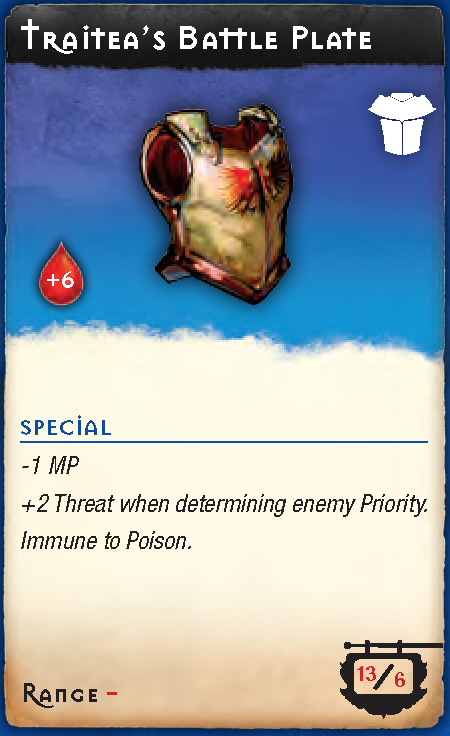 Traitea's Battle Plate
+6
Special
-1 MP
+2 Threat when determining enemy Priority.
Immune to Poison.
13/6
Range -